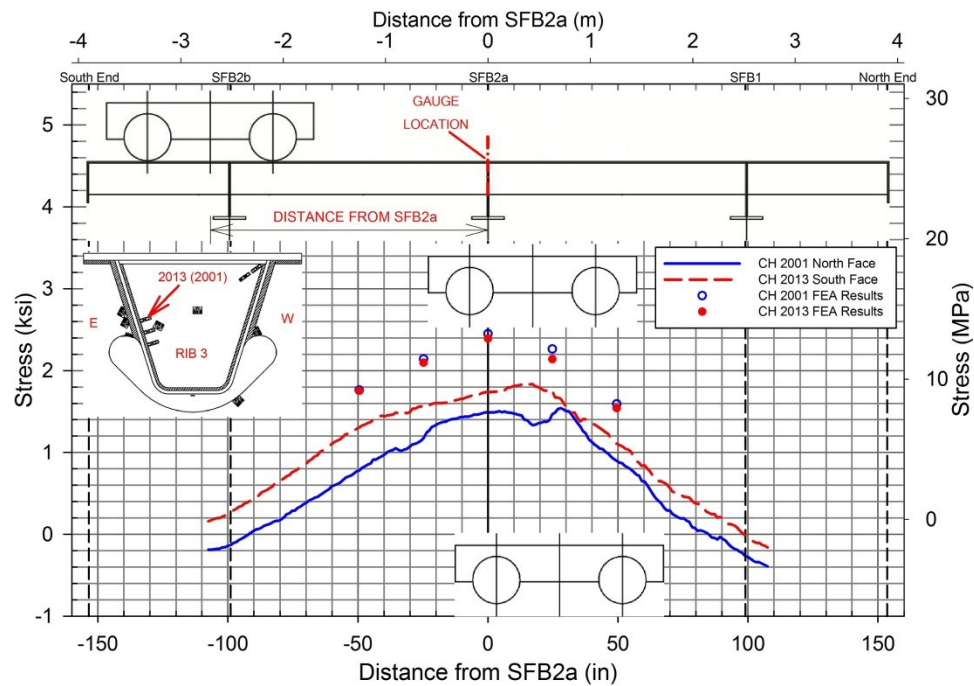 Distance from SFB2a (m)
-4 -3 -2 -1 0 1 2 3 4
South End SFB2b SFB2a SFB1 North End
GAUGE
LOCATION
DISTANCE FROM SFB2a
2013 (2001)
E
W
RIB 3
CH 2001 North Face
CH 2013 South Face
CH 2001 FEA Results
CH 2013 FEA Results
Stress (ksi)
5
4
3
2
1
0
-1
Stress (MPa)
30
20
10
0
-150 -100 -50 0 50 100 150
Distance from SFB2a (in)